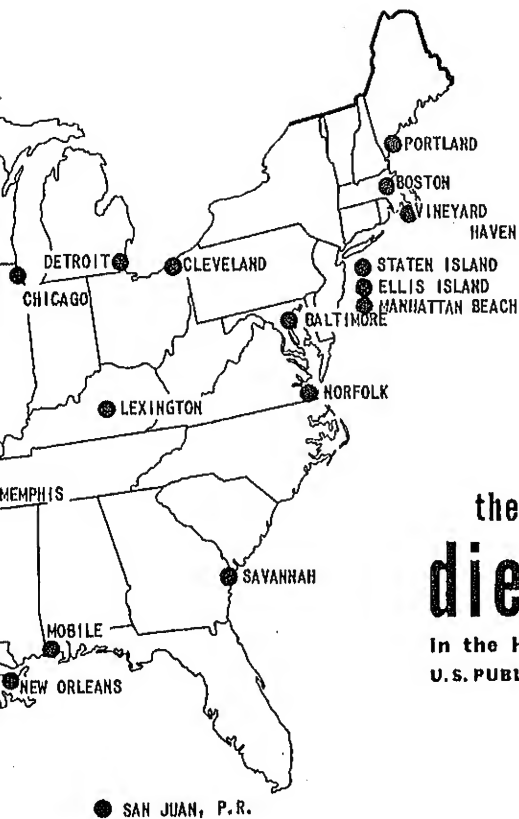 PORTLAND
BOSTON
VINEYARD
HAVEN
DETROIT
CLEVELAND
STATEN ISLAND
CHICAGO
ELLIS ISLAND
MANHATTAN BEACH
BALTIMORE
NORFOLK
LEXINGTON
MEMPHIS
the
die
In the H
SAVANNAH
U.S. PUBL
MOBILE
NEW ORLEANS
SAN JUAN, P.R.